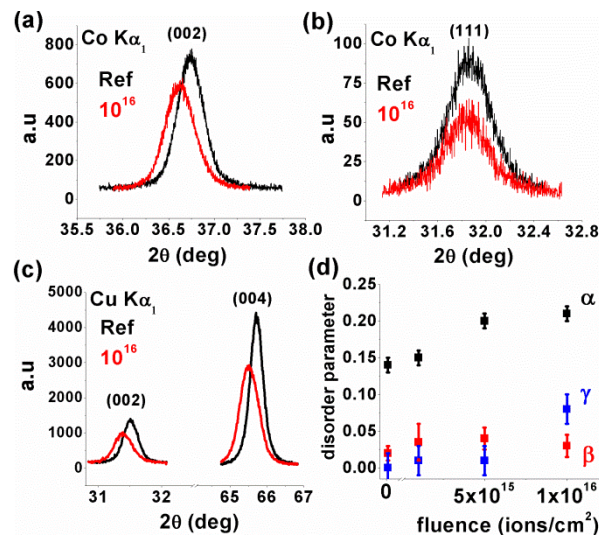 (a)
Co Kα1
(002)
Ref
10^16
a.u
800
600
400
200
0
35.5 36.0 36.5 37.0 37.5 38.0
2θ (deg)
(b)
Co Kα1
(111)
Ref
10^16
a.u
100
75
50
25
0
31.2 31.6 32.0 32.4 32.8
2θ (deg)
(c)
Cu Kα1
(004)
Ref
10^16
(002)
a.u
5000
4000
3000
2000
1000
0
31 32 65 66 67
2θ (deg)
(d)
disorder parameter
0.25
0.20
0.15
0.10
0.05
0.00
α
γ
β
0 5x10^15 1x10^16
fluence (ions/cm^2)